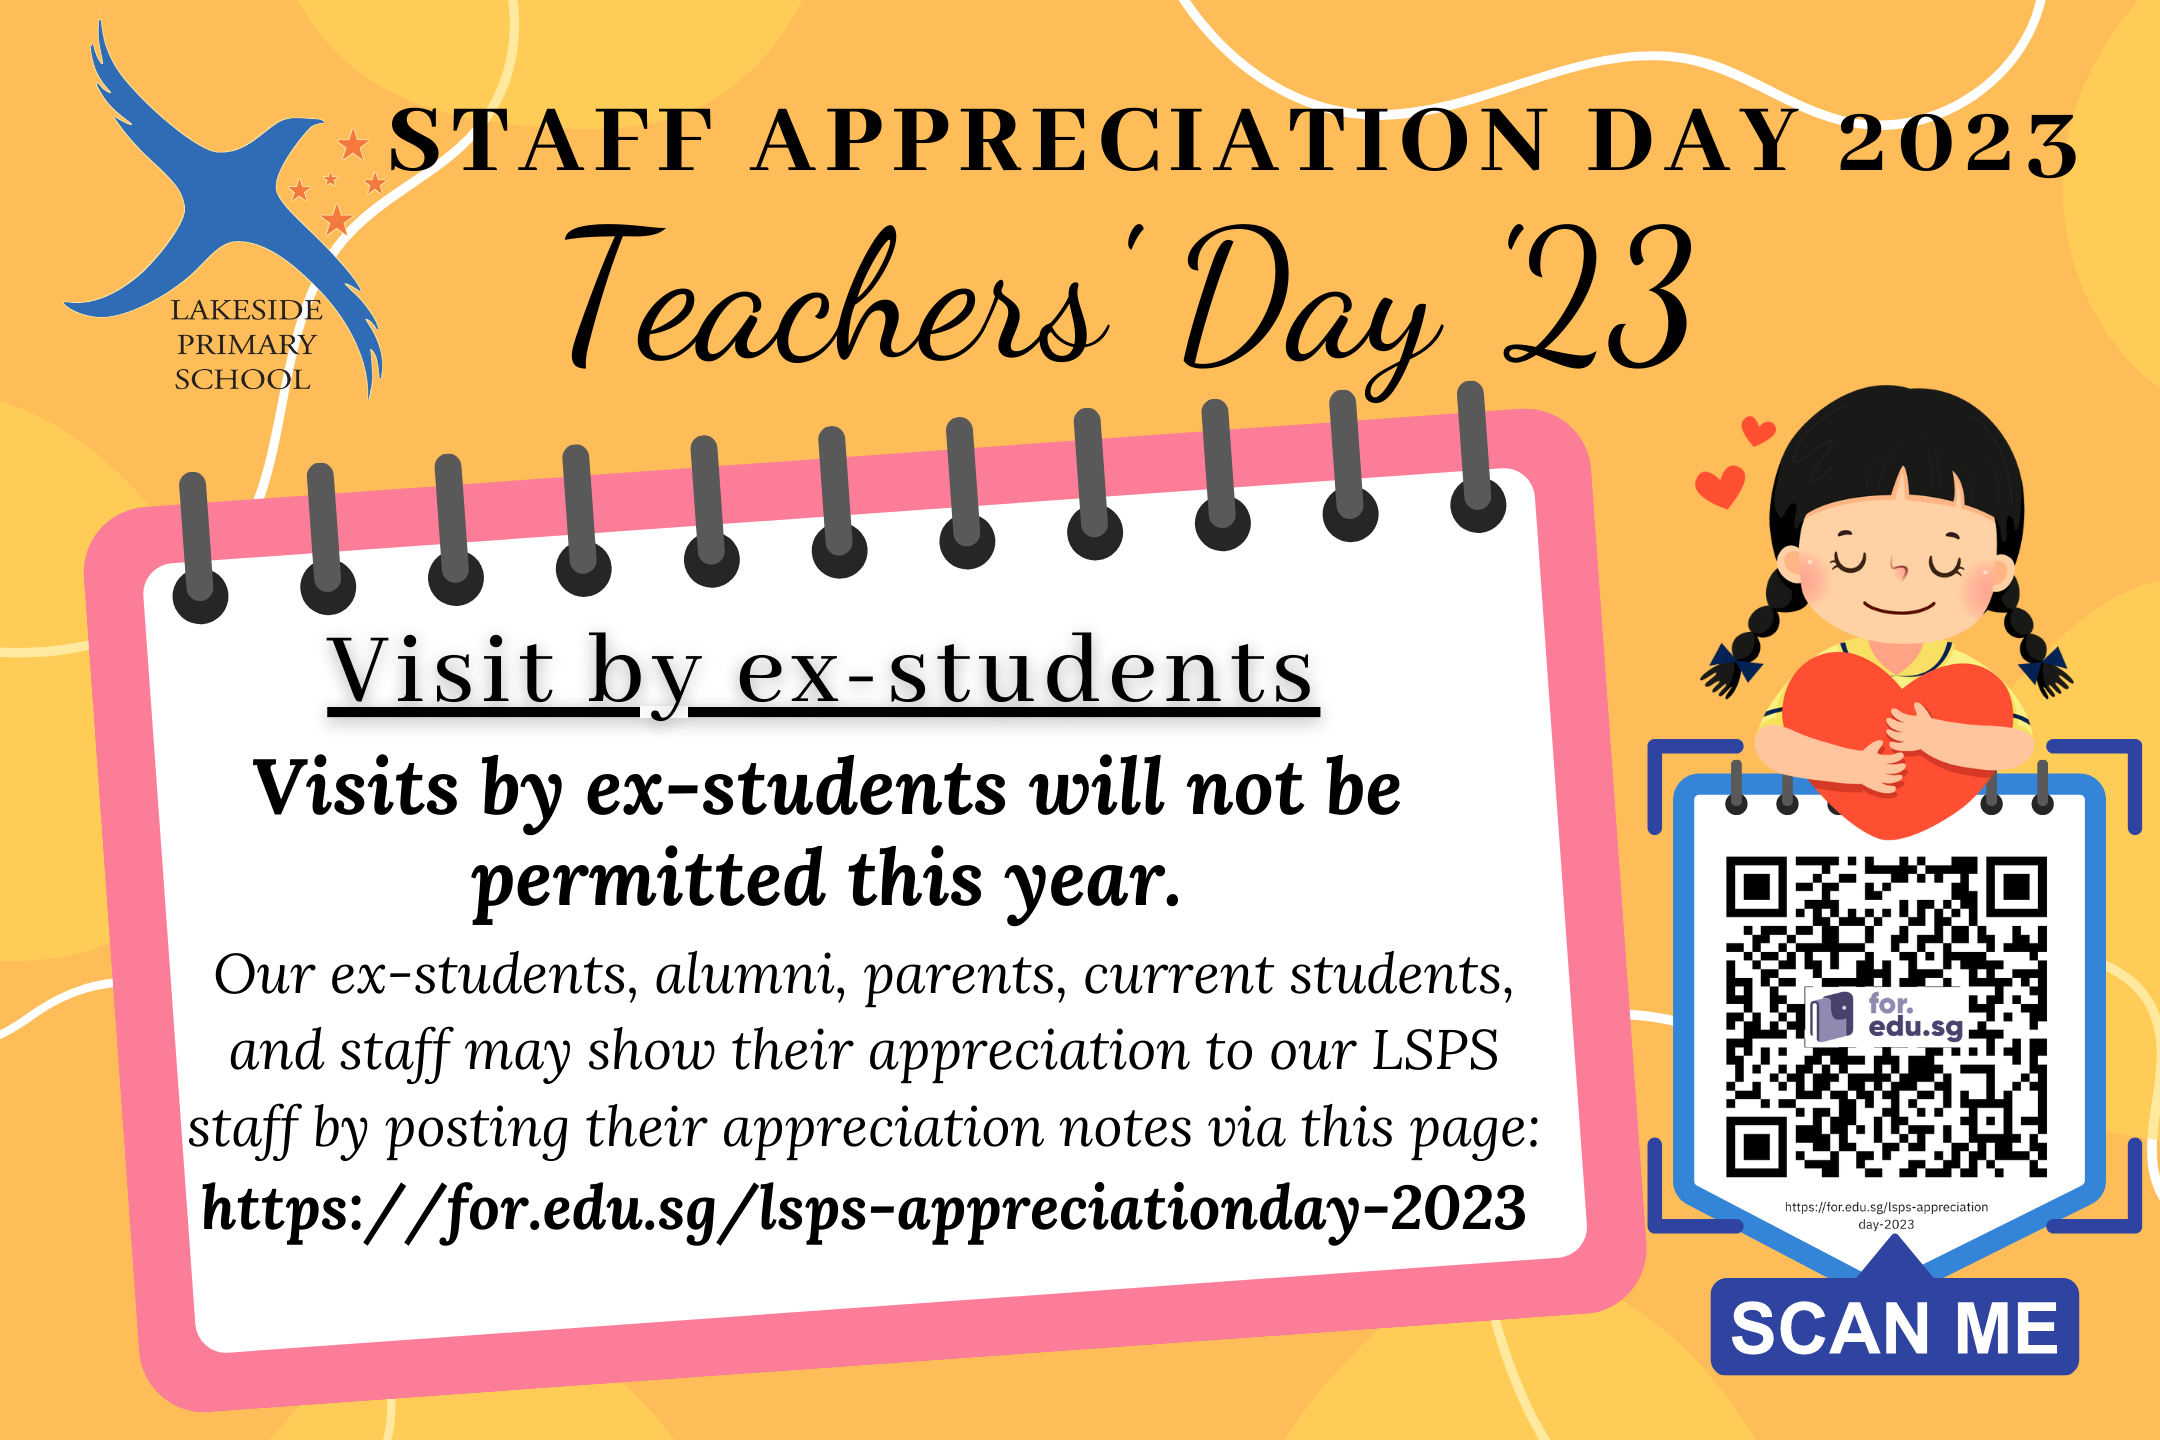 STAFF APPRECIATION DAY 2023
Teachers' Day '23
LAKESIDE
PRIMARY
SCHOOL
Visit by ex-students
Visits by ex-students will not be
permitted this year.
Our ex-students, alumni, parents, current students,
and staff may show their appreciation to our LSPS
staff by posting their appreciation notes via this page:
https://for.edu.sg/lsps-appreciationday-2023
for.
edu.sg
https://for.edu.sg/lsps-appreciation
day-2023
SCAN ME